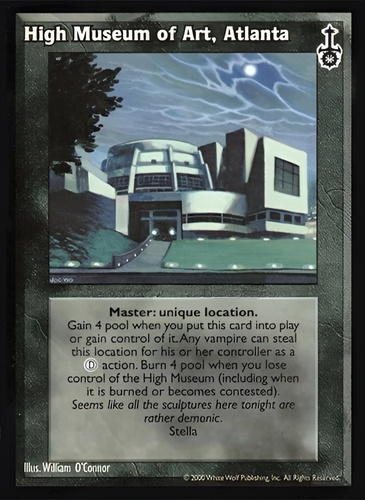 High Museum of Art, Atlanta
Master: unique location.
Gain 4 pool when you put this card into play
or gain control of it. Any vampire can steal
this location for his or her controller as a
D action. Burn 4 pool when you lose
control of the High Museum (including when
it is burned or becomes contested).
Seems like all the sculptures here tonight are
rather demonic.
Stella
Illus. William O'Connor
© 2000 White Wolf Publishing, Inc. All Rights Reserved.